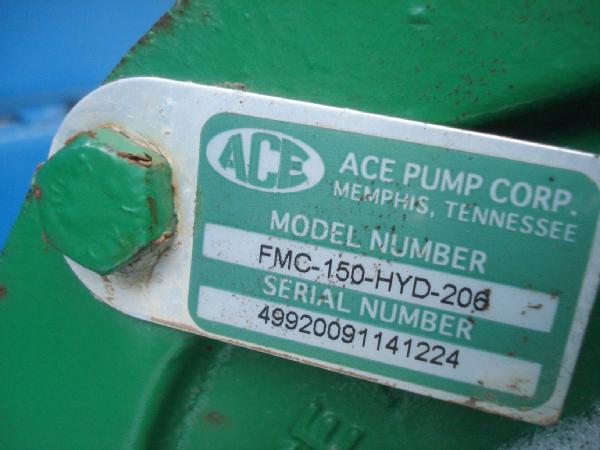 ACE
ACE PUMP CORP.
MEMPHIS, TENNESSEE
MODEL NUMBER
FMC-150-HYD-206
SERIAL NUMBER
49920091141224